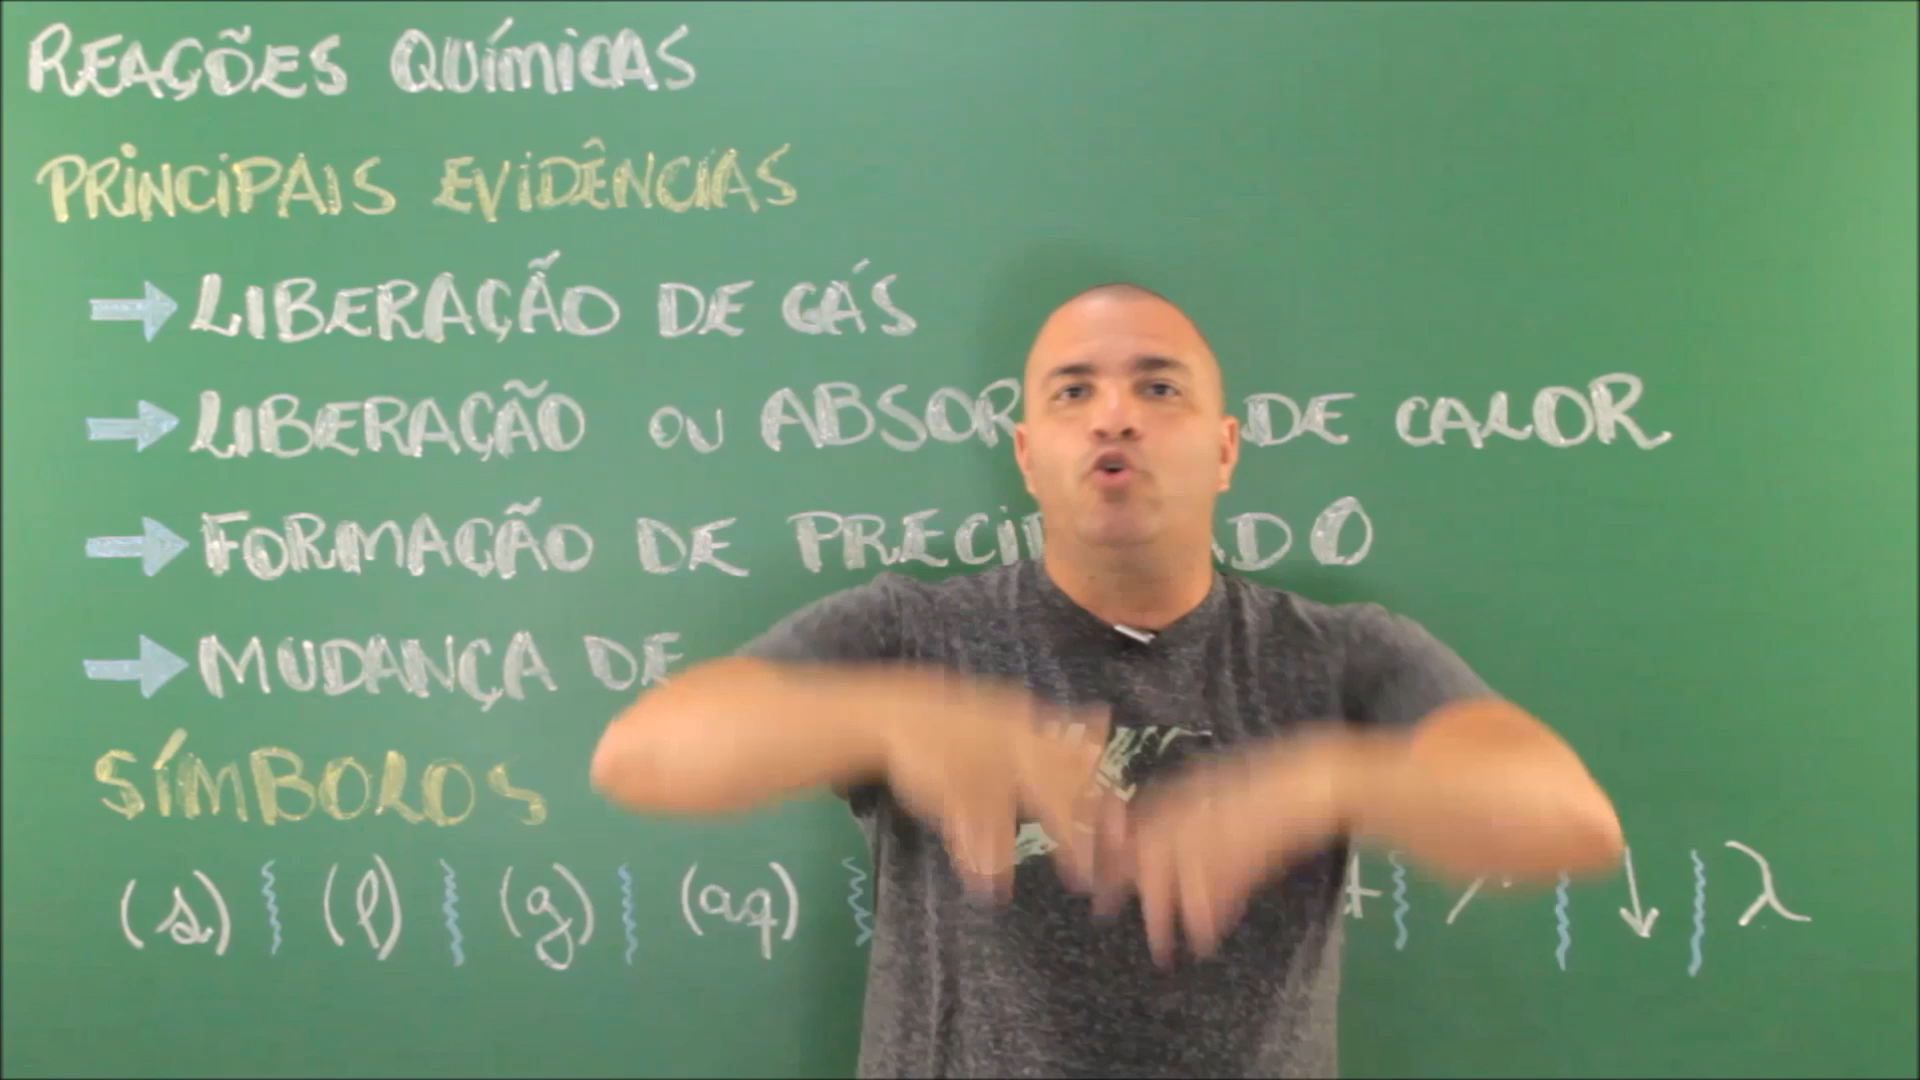 REAÇÕES QUÍMICAS
PRINCIPAIS EVIDÊNCIAS
LIBERAÇÃO DE GÁS
LIBERAÇÃO OU ABSOR DE CALOR
FORMAÇÃO DE PRECI ADO
MUDANÇA DE
SÍMBOLOS
(s) (l) (g) (aq) ↓ λ